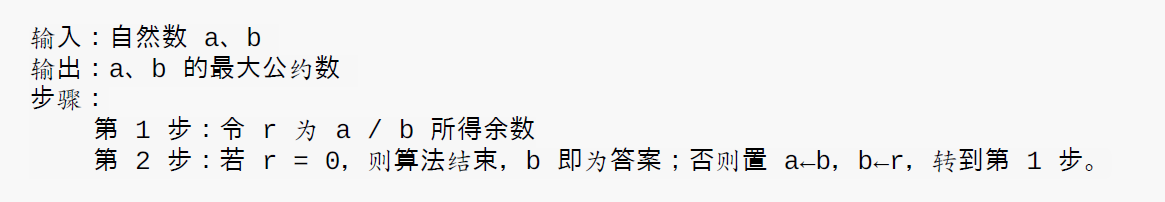 输入：自然数 a、b
输出：a、b 的最大公约数
步骤：
第 1 步：令 r 为 a / b 所得余数
第 2 步：若 r = 0，则算法结束，b 即为答案；否则置 a←b，b←r，转到第 1 步。